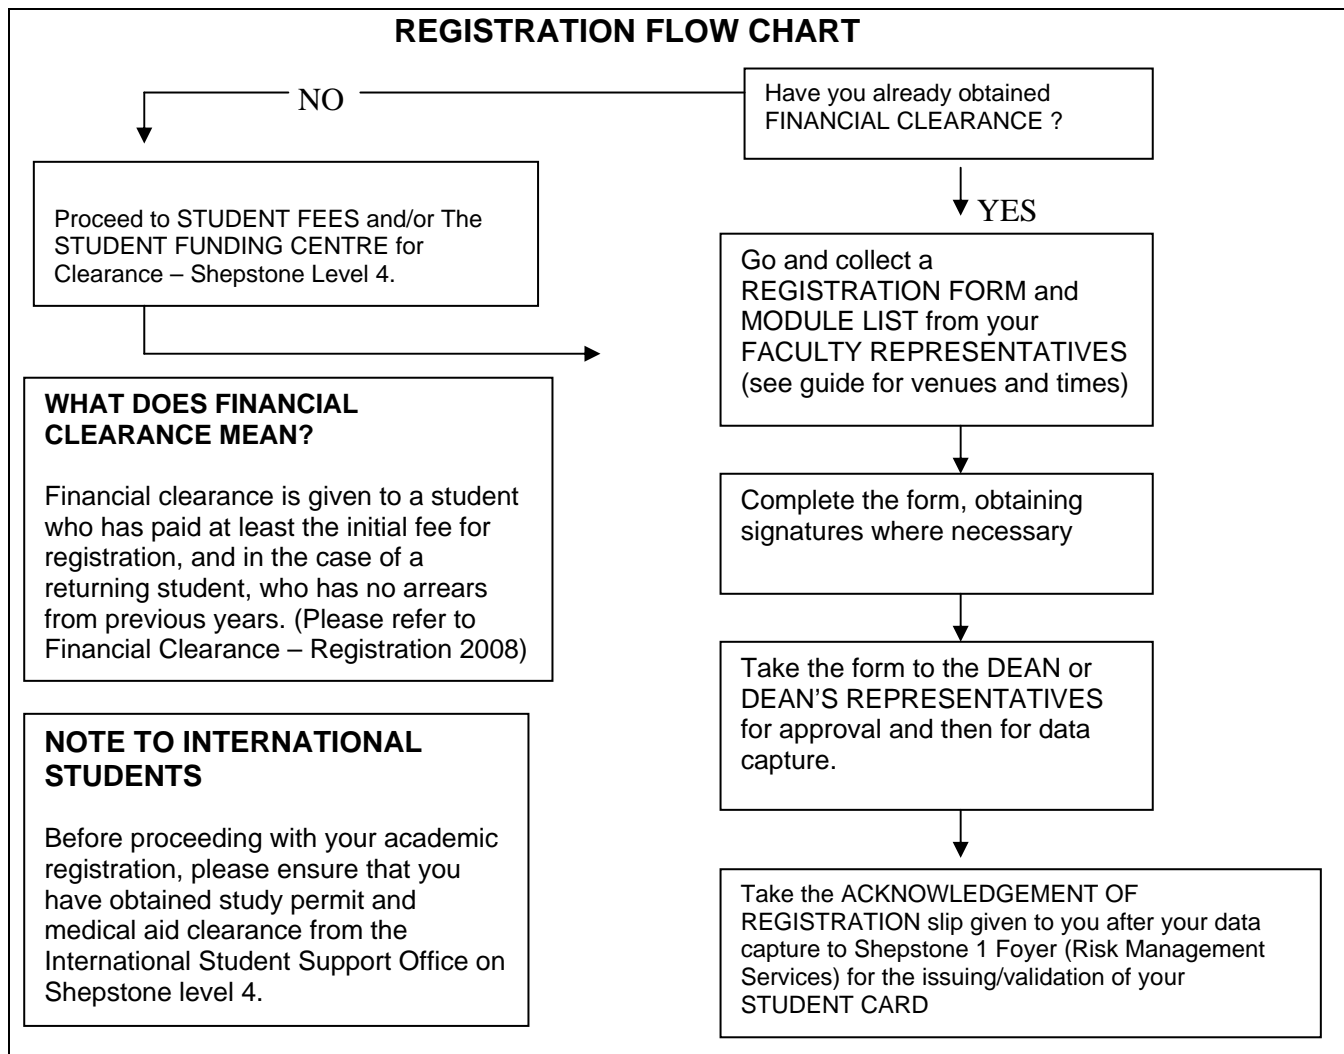 REGISTRATION FLOW CHART
NO
Have you already obtained
FINANCIAL CLEARANCE ?
Proceed to STUDENT FEES and/or The
STUDENT FUNDING CENTRE for
Clearance – Shepstone Level 4.
YES
Go and collect a
REGISTRATION FORM and
MODULE LIST from your
FACULTY REPRESENTATIVES
(see guide for venues and times)
WHAT DOES FINANCIAL
CLEARANCE MEAN?
Financial clearance is given to a student
who has paid at least the initial fee for
registration, and in the case of a
returning student, who has no arrears
from previous years. (Please refer to
Financial Clearance – Registration 2008)
Complete the form, obtaining
signatures where necessary
Take the form to the DEAN or
DEAN'S REPRESENTATIVES
for approval and then for data
capture.
NOTE TO INTERNATIONAL
STUDENTS
Before proceeding with your academic
registration, please ensure that you
have obtained study permit and
medical aid clearance from the
International Student Support Office on
Shepstone level 4.
Take the ACKNOWLEDGEMENT OF
REGISTRATION slip given to you after your data
capture to Shepstone 1 Foyer (Risk Management
Services) for the issuing/validation of your
STUDENT CARD